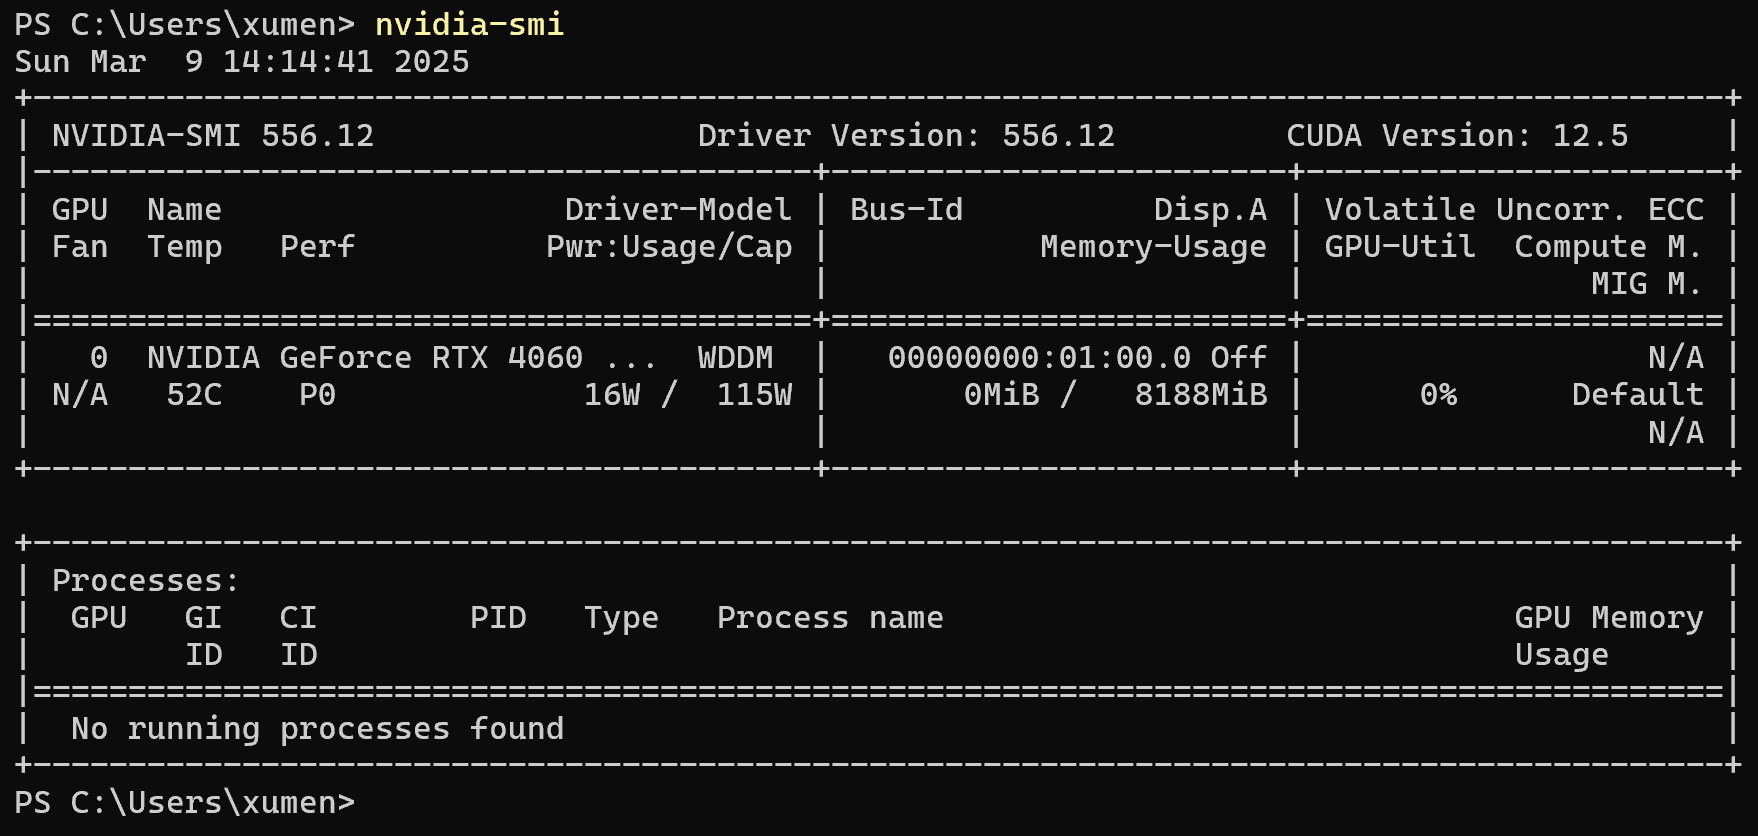 PS C:\Users\xumen> nvidia-smi
Sun Mar  9 14:14:41 2025
+-----------------------------------------------------------------------------------------+
| NVIDIA-SMI 556.12                 Driver Version: 556.12         CUDA Version: 12.5     |
|-----------------------------------------+------------------------+----------------------+
| GPU  Name                  Driver-Model | Bus-Id          Disp.A | Volatile Uncorr. ECC |
| Fan  Temp   Perf          Pwr:Usage/Cap |           Memory-Usage | GPU-Util  Compute M. |
|                                         |                        |               MIG M. |
|=========================================+========================+======================|
|   0  NVIDIA GeForce RTX 4060 ...  WDDM  |   00000000:01:00.0 Off |                  N/A |
| N/A   52C    P0             16W /  115W |       0MiB /   8188MiB |      0%      Default |
|                                         |                        |                  N/A |
+-----------------------------------------+------------------------+----------------------+
+-----------------------------------------------------------------------------------------+
| Processes:                                                                              |
|  GPU   GI   CI        PID   Type   Process name                              GPU Memory |
|        ID   ID                                                               Usage      |
|=========================================================================================|
|  No running processes found                                                             |
+-----------------------------------------------------------------------------------------+
PS C:\Users\xumen>